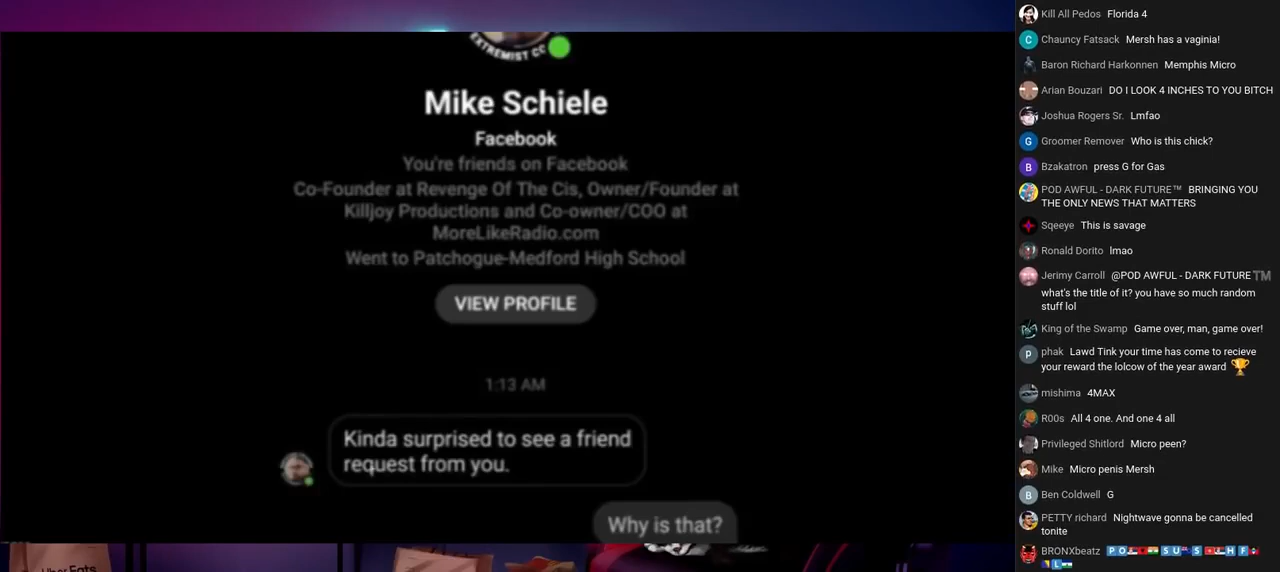 EXTREMIST CC
Mike Schiele
Facebook
You're friends on Facebook
Co-Founder at Revenge Of The Cis, Owner/Founder at
Killjoy Productions and Co-owner/COO at
MoreLikeRadio.com
Went to Patchogue-Medford High School
VIEW PROFILE
1:13 AM
Kinda surprised to see a friend
request from you.
Why is that?
Uber Eats
Kill All Pedos Florida 4
Chauncy Fatsack Mersh has a vaginia!
Baron Richard Harkonnen Memphis Micro
Arian Bouzari DO I LOOK 4 INCHES TO YOU BITCH
Joshua Rogers Sr. Lmfao
Groomer Remover Who is this chick?
Bzakatron press G for Gas
POD AWFUL - DARK FUTURE™ BRINGING YOU
THE ONLY NEWS THAT MATTERS
Sqeeye This is savage
Ronald Dorito lmao
Jerimy Carroll @POD AWFUL - DARK FUTURE™
what's the title of it? you have so much random
stuff lol
King of the Swamp Game over, man, game over!
phak Lawd Tink your time has come to recieve
your reward the lolcow of the year award 🏆
mishima 4MAX
R00s All 4 one. And one 4 all
Privileged Shitlord Micro peen?
Mike Micro penis Mersh
Ben Coldwell G
PETTY richard Nightwave gonna be cancelled
tonite
BRONXbeatz